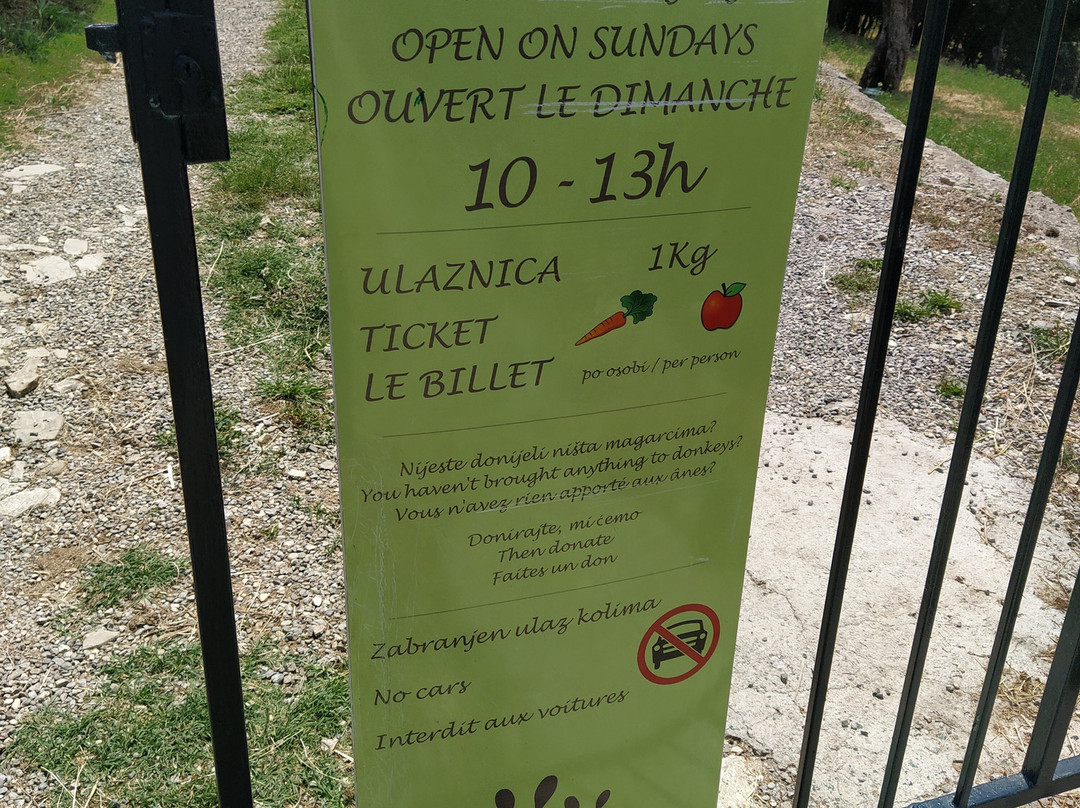 OPEN ON SUNDAYS
OUVERT LE DIMANCHE
10 - 13h
ULAZNICA 1Kg
TICKET
LE BILLET po osobi / per person
Nijeste donijeli ništa magarcima?
You haven't brought anything to donkeys?
Vous n'avez rien apporté aux ânes?
Donirajte, mi ćemo
Then donate
Faites un don
Zabranjen ulaz kolima
No cars
Interdit aux voitures